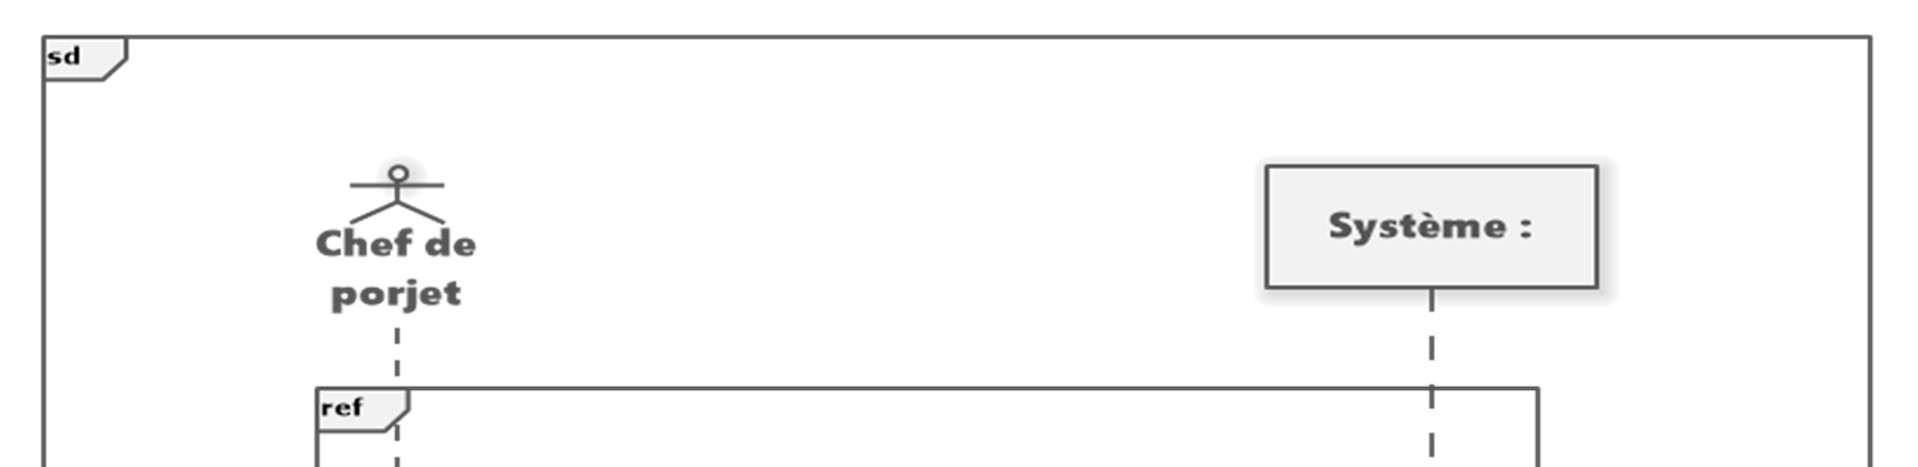 sd
Chef de
porjet
Système :
ref